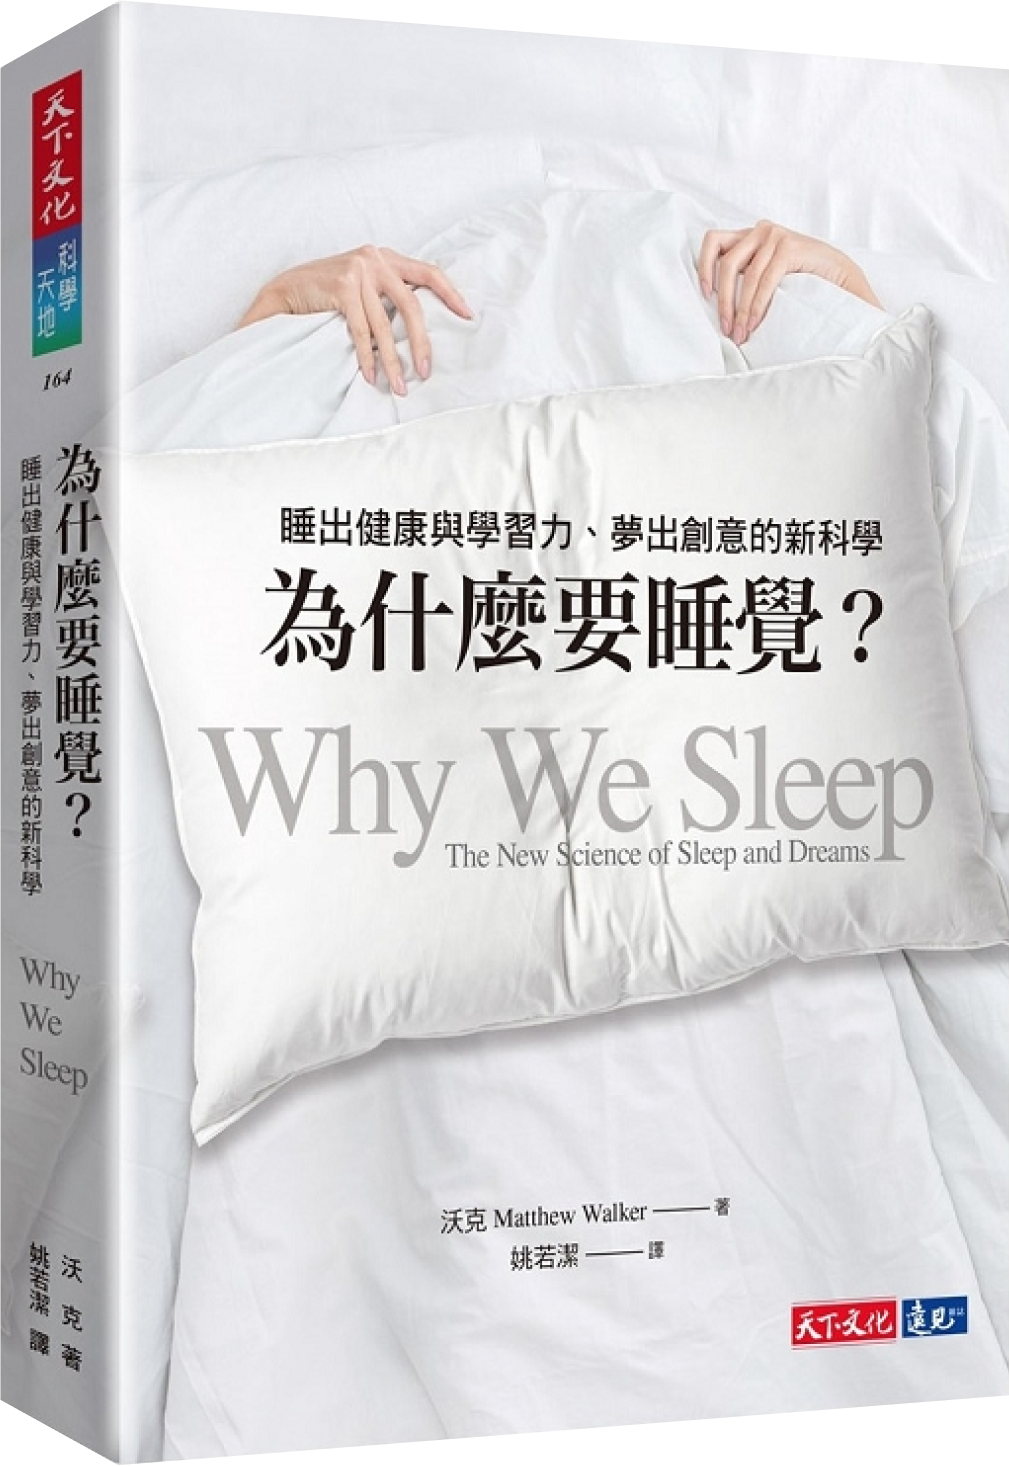 天下文化
科學
天地
164
為什麼要睡覺?
睡出健康與學習力、夢出創意的新科學
Why
We
Sleep
沃克 著
姚若潔 譯
睡出健康與學習力、夢出創意的新科學
為什麼要睡覺?
Why We Sleep
The New Science of Sleep and Dreams
沃克 Matthew Walker——著
姚若潔——譯
天下文化 遠見雜誌